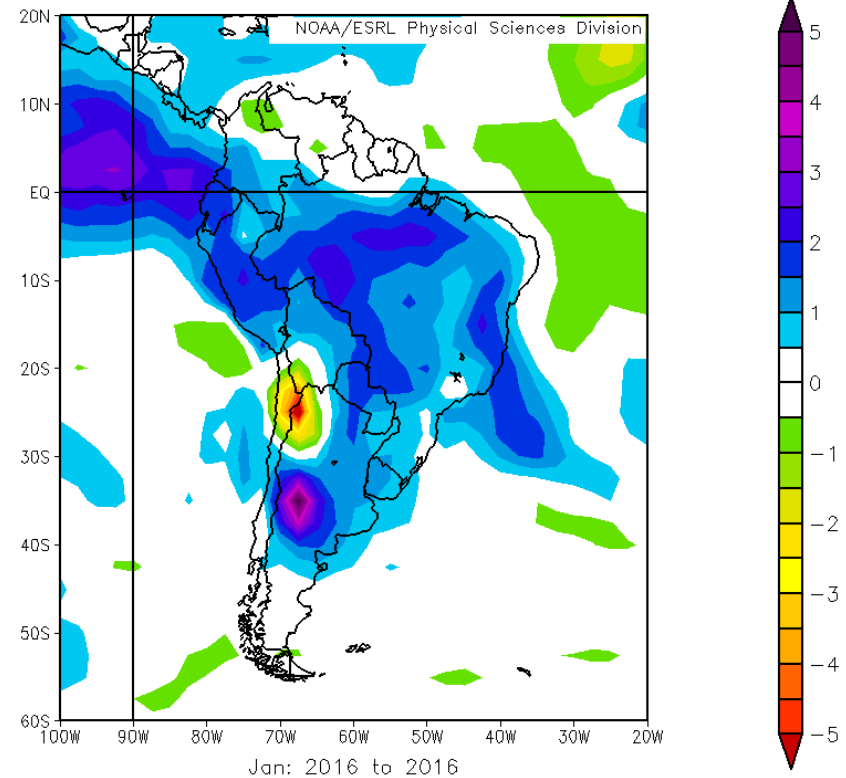 NOAA/ESRL Physical Sciences Division
20N
10N
EQ
10S
20S
30S
40S
50S
60S
100W 90W 80W 70W 60W 50W 40W 30W 20W
Jan: 2016 to 2016
5
4
3
2
1
0
-1
-2
-3
-4
-5